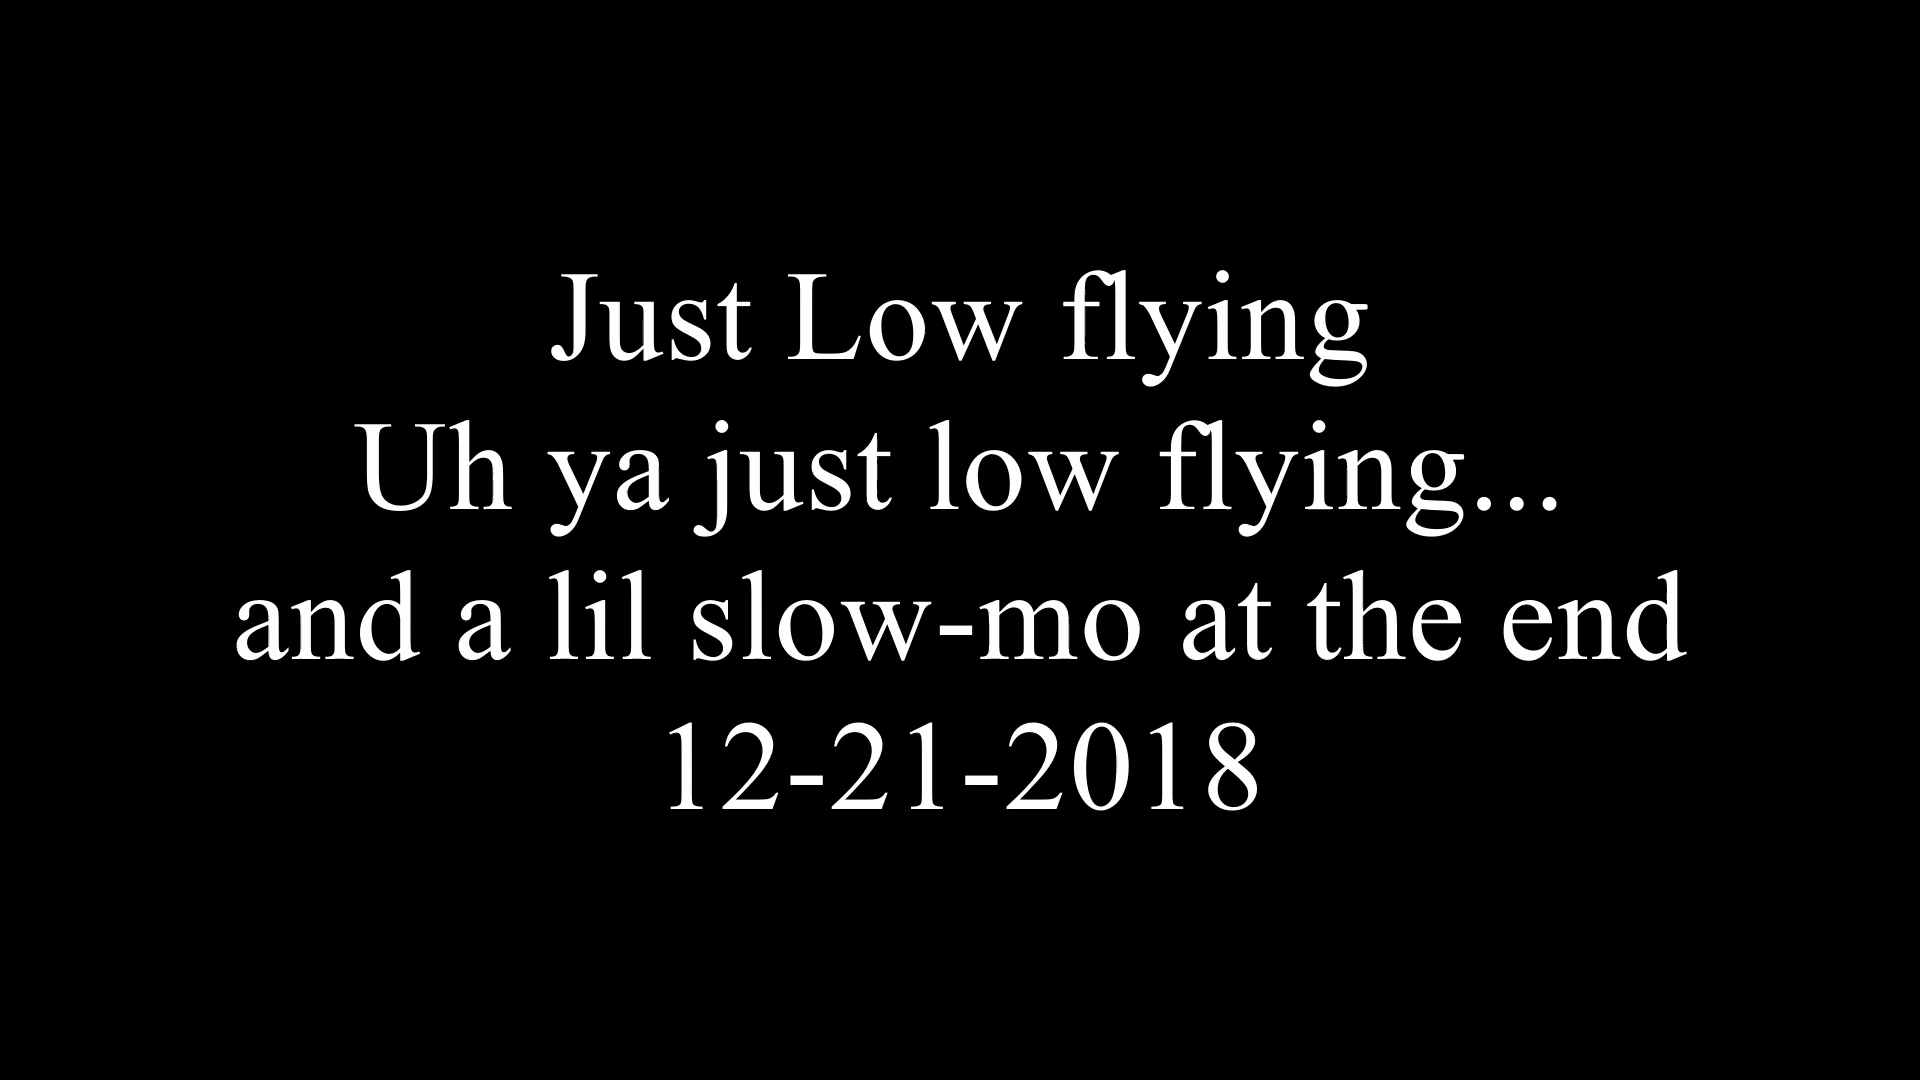 Just Low flying
Uh ya just low flying...
and a lil slow-mo at the end
12-21-2018